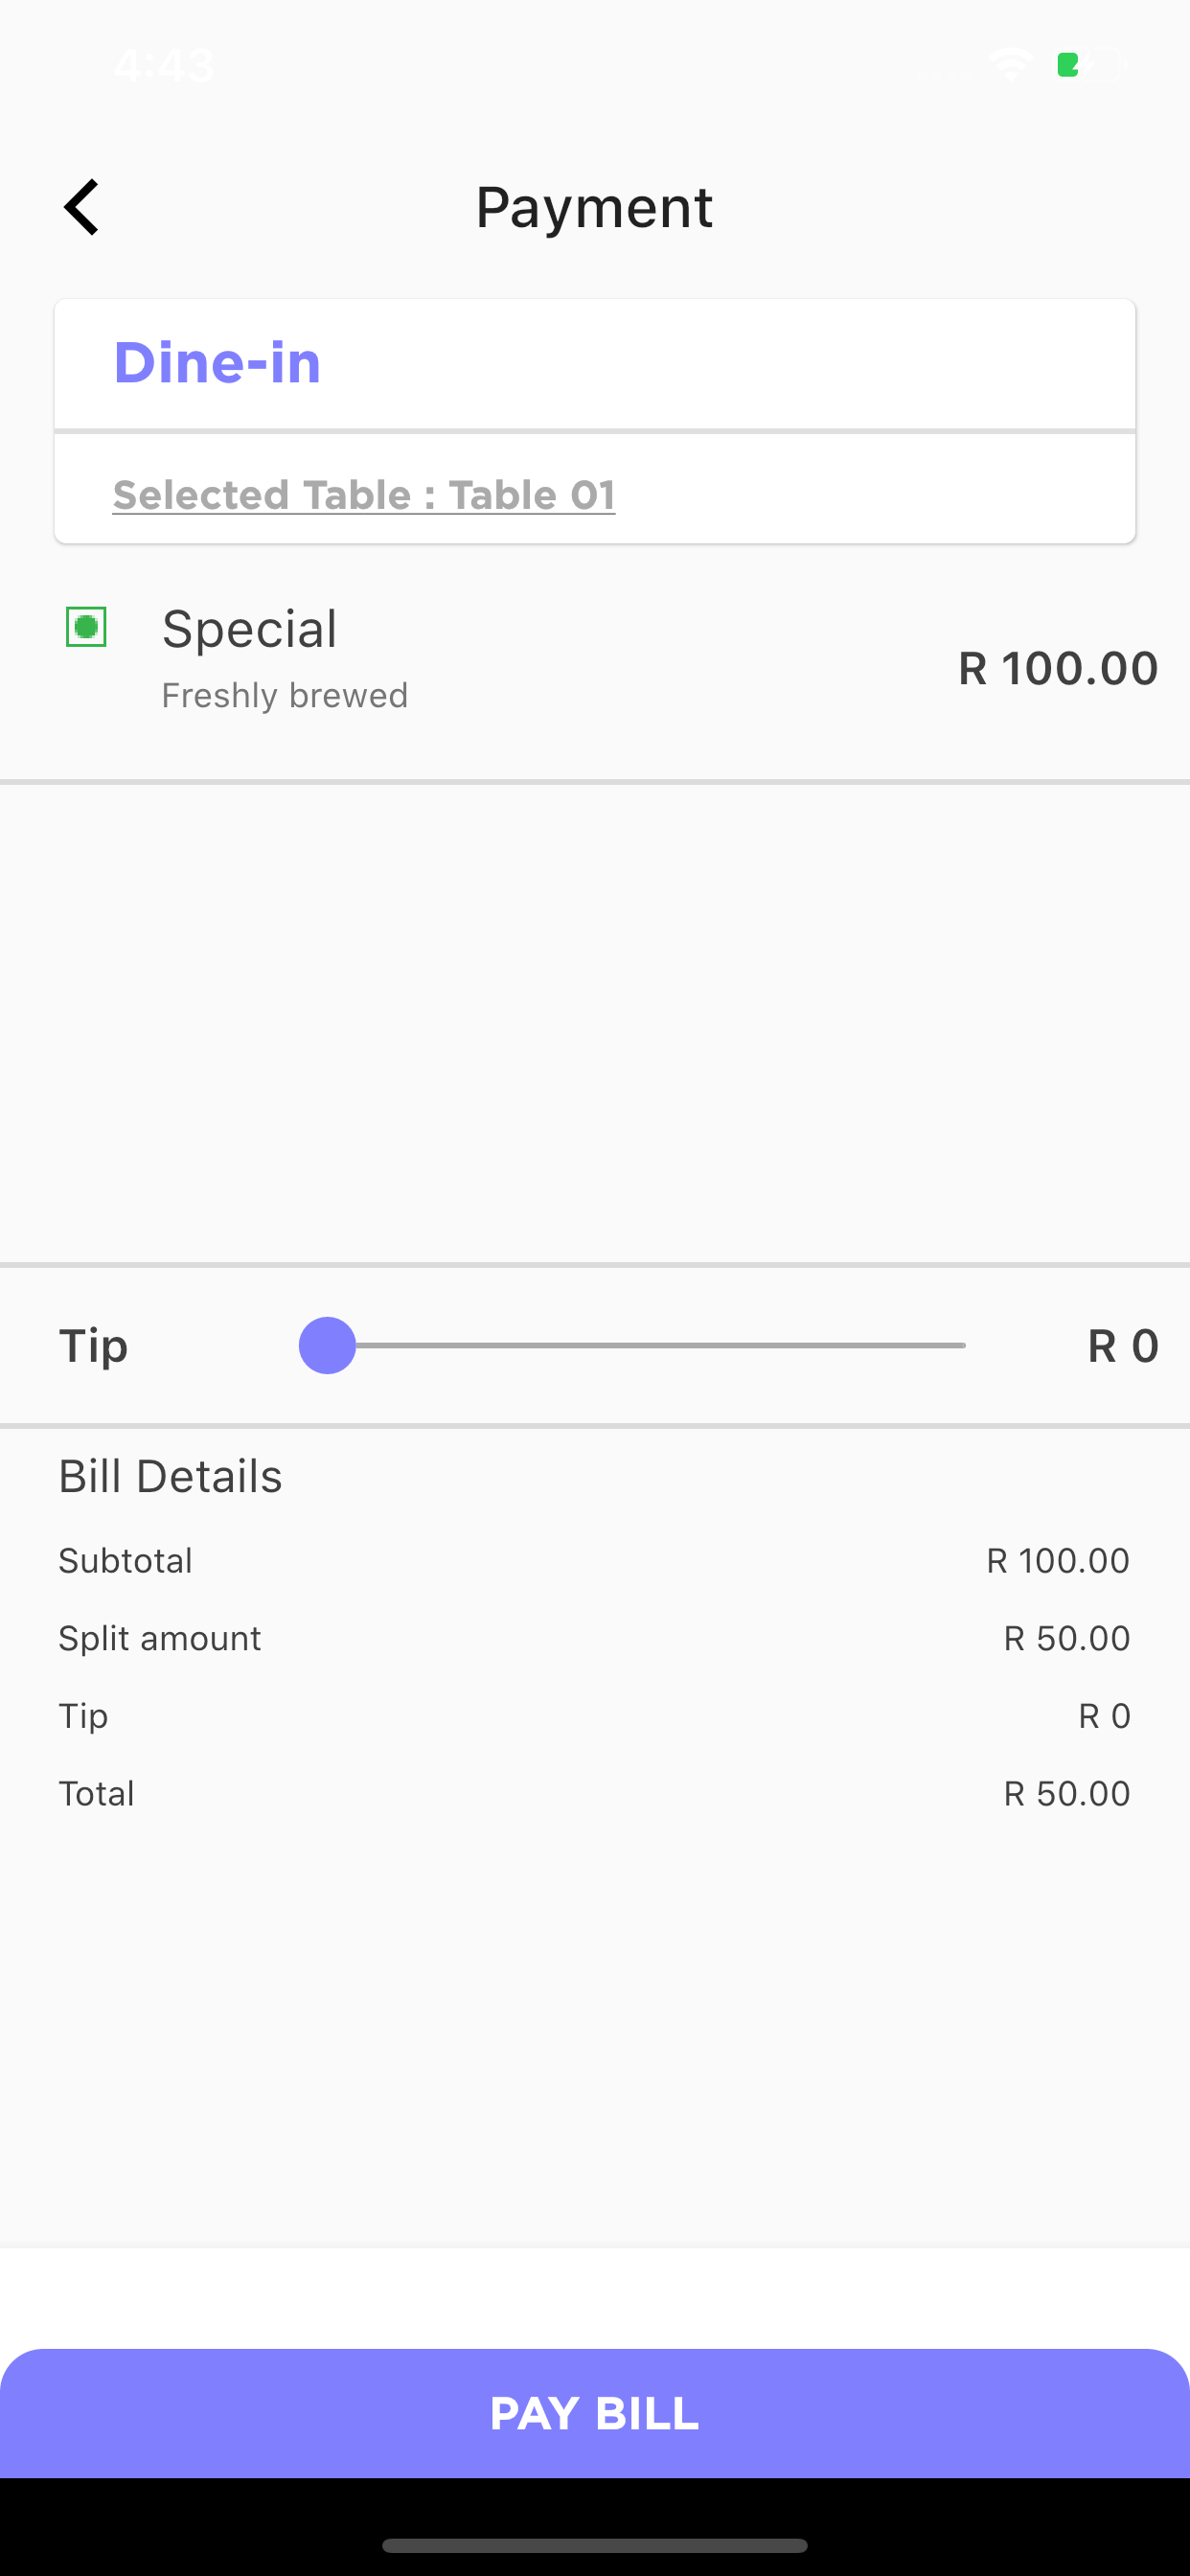 4:43
Payment
Dine-in
Selected Table : Table 01
Special
Freshly brewed
R 100.00
Tip
R 0
Bill Details
Subtotal R 100.00
Split amount R 50.00
Tip R 0
Total R 50.00
PAY BILL